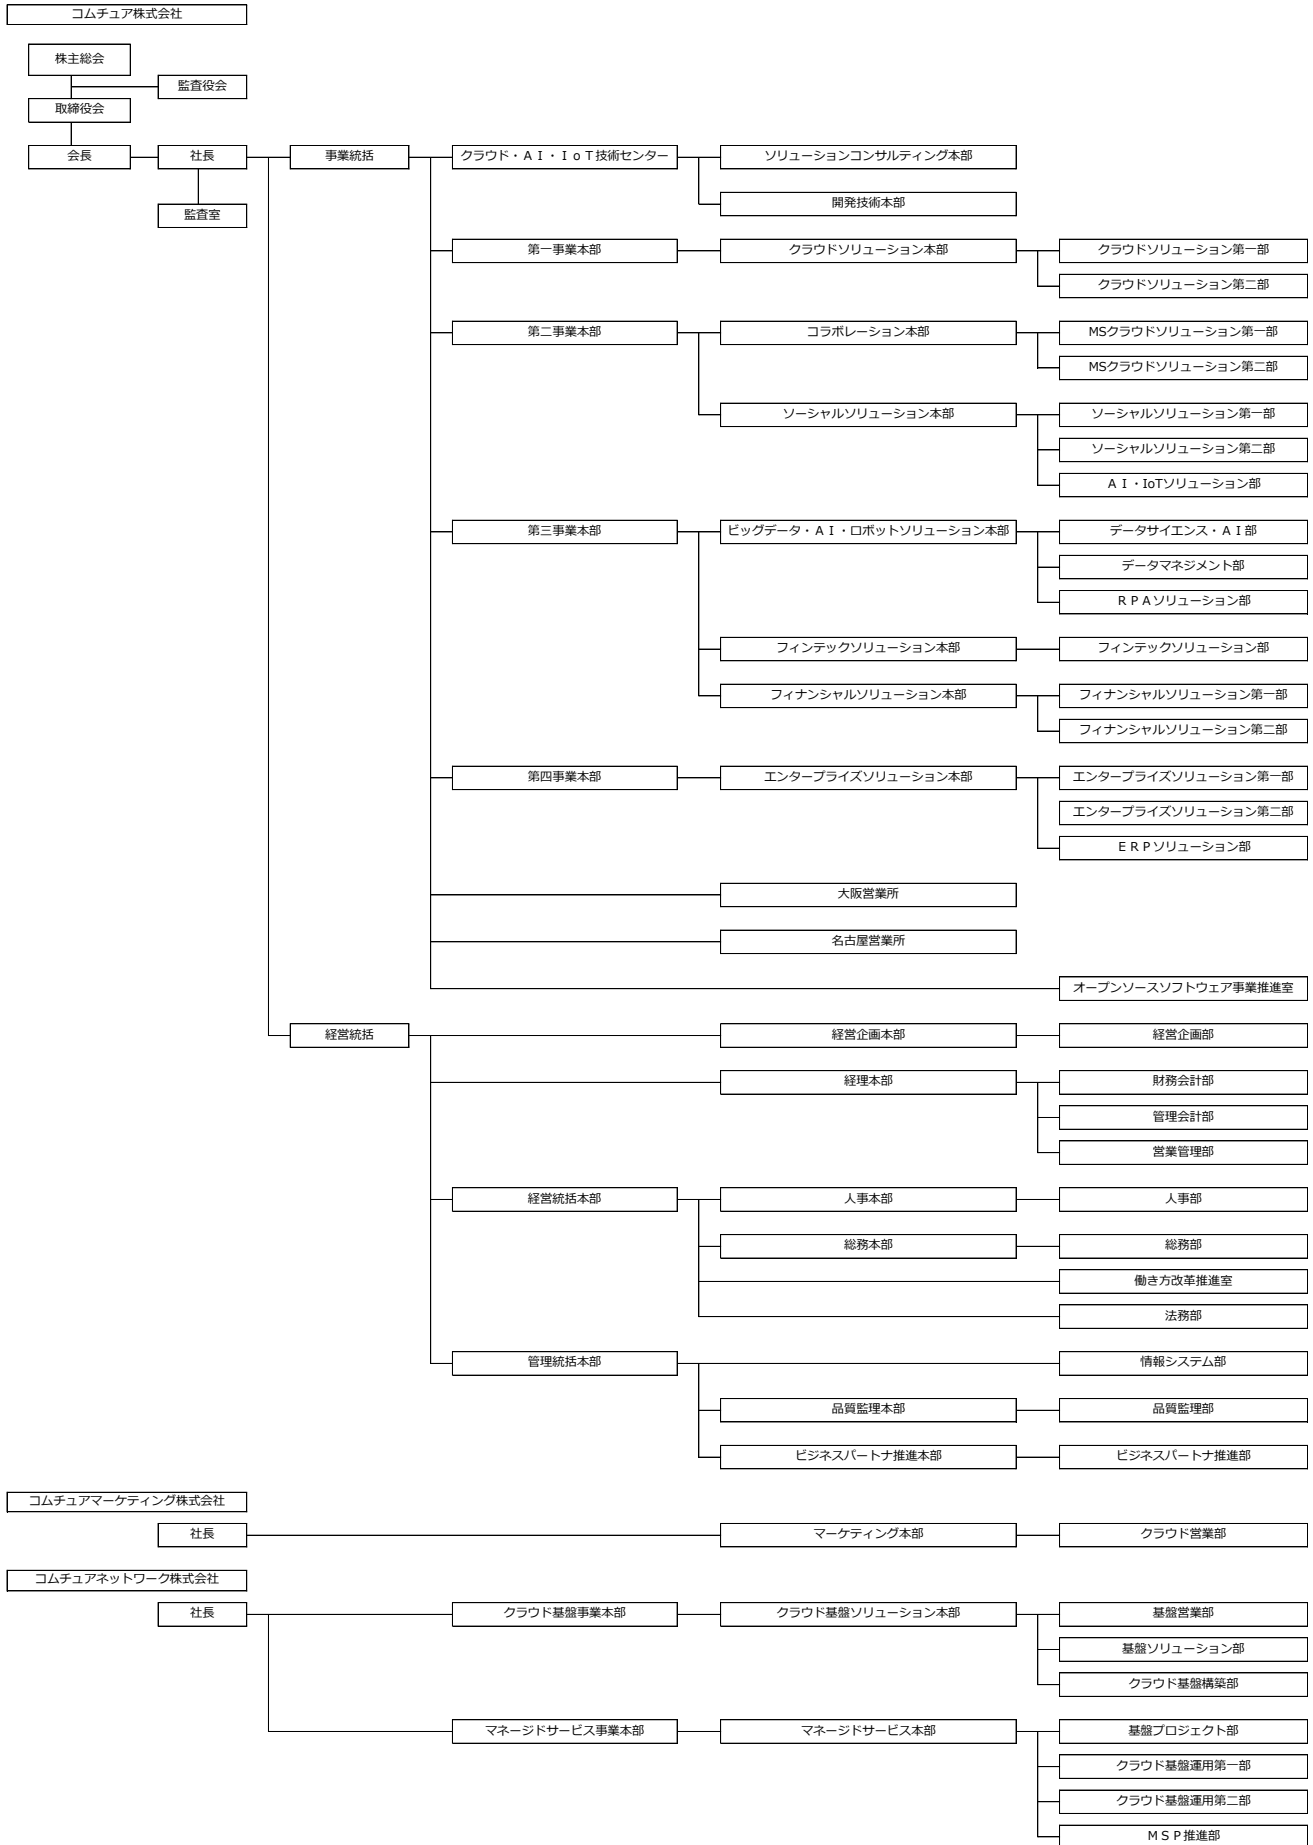 コムチュア株式会社
株主総会
監査役会
取締役会
会長
社長
事業統括
クラウド・ＡＩ・ＩｏＴ技術センター
ソリューションコンサルティング本部
開発技術本部
監査室
第一事業本部
クラウドソリューション本部
クラウドソリューション第一部
クラウドソリューション第二部
第二事業本部
コラボレーション本部
MSクラウドソリューション第一部
MSクラウドソリューション第二部
ソーシャルソリューション本部
ソーシャルソリューション第一部
ソーシャルソリューション第二部
ＡＩ・IoTソリューション部
第三事業本部
ビッグデータ・ＡＩ・ロボットソリューション本部
データサイエンス・ＡＩ部
データマネジメント部
ＲＰＡソリューション部
フィンテックソリューション本部
フィンテックソリューション部
フィナンシャルソリューション本部
フィナンシャルソリューション第一部
フィナンシャルソリューション第二部
第四事業本部
エンタープライズソリューション本部
エンタープライズソリューション第一部
エンタープライズソリューション第二部
ＥＲＰソリューション部
大阪営業所
名古屋営業所
オープンソースソフトウェア事業推進室
経営統括
経営企画本部
経営企画部
経理本部
財務会計部
管理会計部
営業管理部
経営統括本部
人事本部
人事部
総務本部
総務部
働き方改革推進室
法務部
管理統括本部
情報システム部
品質監理本部
品質監理部
ビジネスパートナ推進本部
ビジネスパートナ推進部
コムチュアマーケティング株式会社
社長
マーケティング本部
クラウド営業部
コムチュアネットワーク株式会社
社長
クラウド基盤事業本部
クラウド基盤ソリューション本部
基盤営業部
基盤ソリューション部
クラウド基盤構築部
マネージドサービス事業本部
マネージドサービス本部
基盤プロジェクト部
クラウド基盤運用第一部
クラウド基盤運用第二部
ＭＳＰ推進部